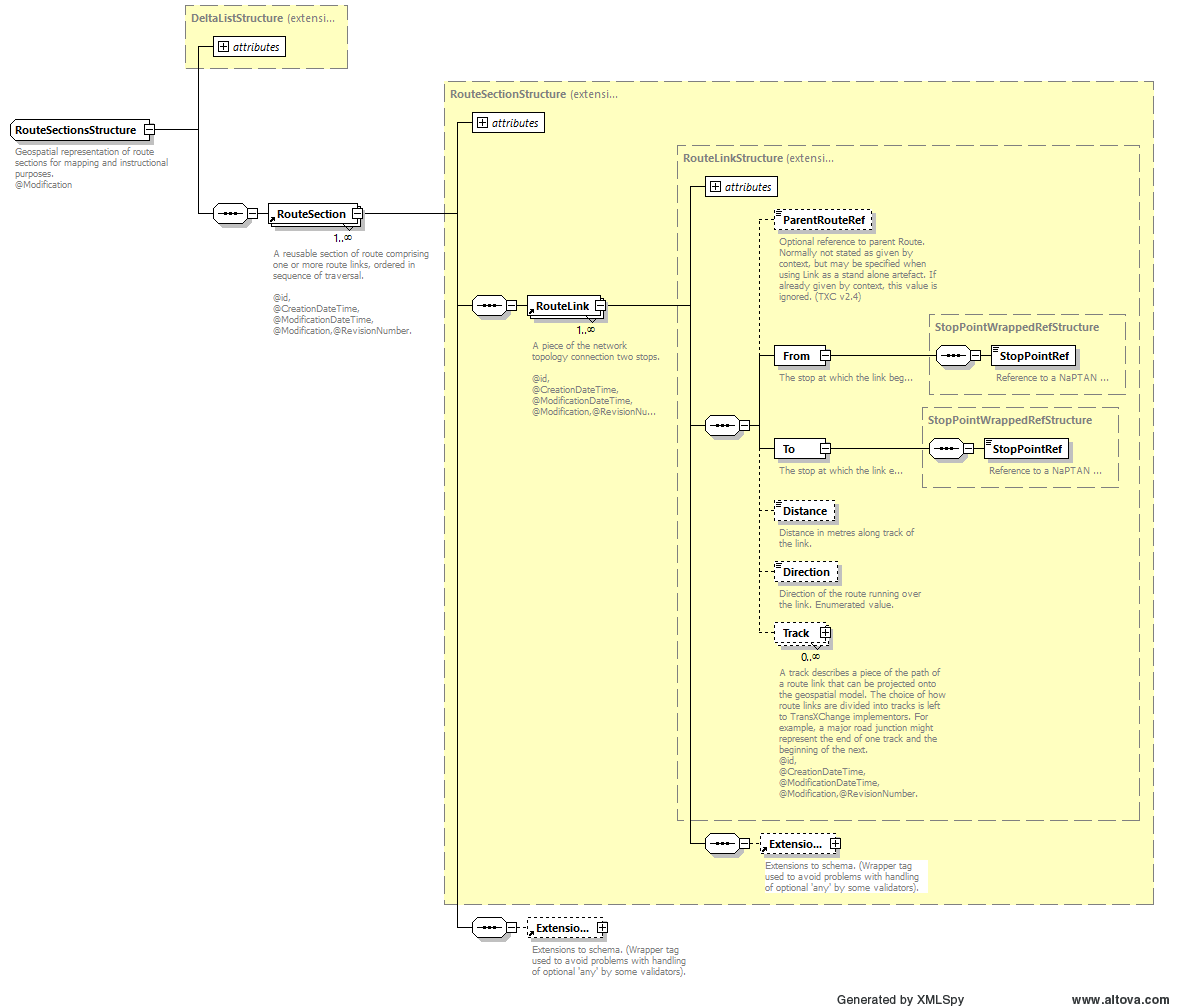 DeltaListStructure (extensi...
attributes
RouteSectionsStructure
Geospatial representation of route
sections for mapping and instructional
purposes.
@Modification
RouteSection
1..∞
A reusable section of route comprising
one or more route links, ordered in
sequence of traversal.
@id,
@CreationDateTime,
@ModificationDateTime,
@Modification,@RevisionNumber.
RouteSectionStructure (extensi...
attributes
RouteLink
1..∞
A piece of the network
topology connection two stops.
@id,
@CreationDateTime,
@ModificationDateTime,
@Modification,@RevisionNu...
RouteLinkStructure (extensi...
attributes
ParentRouteRef
Optional reference to parent Route.
Normally not stated as given by
context, but may be specified when
using Link as a stand alone artefact. If
already given by context, this value is
ignored. (TXC v2.4)
From
The stop at which the link beg...
StopPointWrappedRefStructure
StopPointRef
Reference to a NaPTAN ...
To
The stop at which the link e...
StopPointWrappedRefStructure
StopPointRef
Reference to a NaPTAN ...
Distance
Distance in metres along track of
the link.
Direction
Direction of the route running over
the link. Enumerated value.
Track
0..∞
A track describes a piece of the path of
a route link that can be projected onto
the geospatial model. The choice of how
route links are divided into tracks is left
to TransXChange implementors. For
example, a major road junction might
represent the end of one track and the
beginning of the next.
@id,
@CreationDateTime,
@ModificationDateTime,
@Modification,@RevisionNumber.
Extensio...
Extensions to schema. (Wrapper tag
used to avoid problems with handling
of optional 'any' by some validators).
Extensio...
Extensions to schema. (Wrapper tag
used to avoid problems with handling
of optional 'any' by some validators).
Generated by XMLSpy
www.altova.com